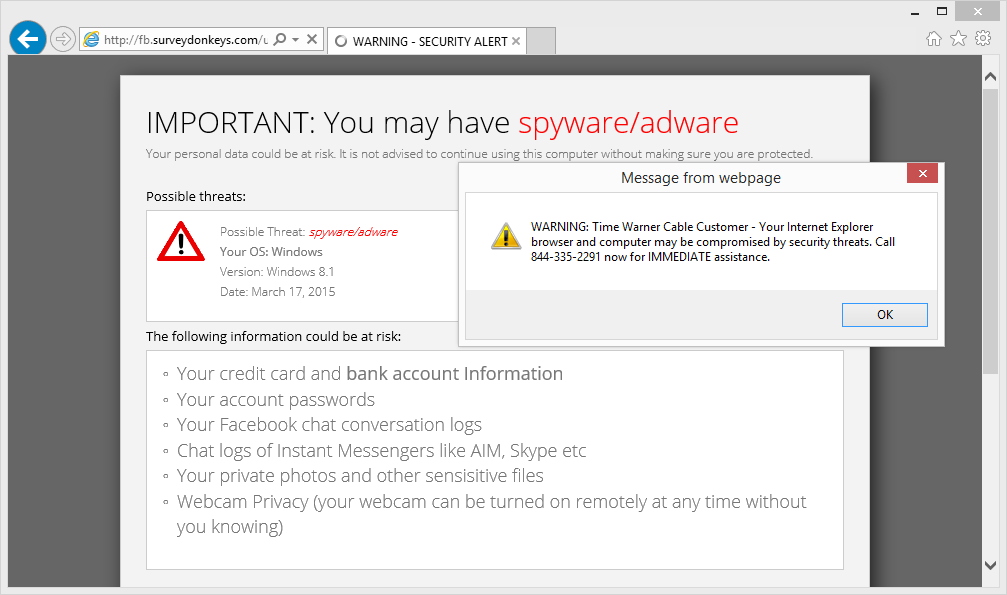 http://fb.surveydonkeys.com/u
WARNING - SECURITY ALERT
IMPORTANT: You may have spyware/adware
Your personal data could be at risk. It is not advised to continue using this computer without making sure you are protected.
Possible threats:
Possible Threat: spyware/adware
Your OS: Windows
Version: Windows 8.1
Date: March 17, 2015
Message from webpage
WARNING: Time Warner Cable Customer - Your Internet Explorer
browser and computer may be compromised by security threats. Call
844-335-2291 now for IMMEDIATE assistance.
OK
The following information could be at risk:
Your credit card and bank account Information
Your account passwords
Your Facebook chat conversation logs
Chat logs of Instant Messengers like AIM, Skype etc
Your private photos and other sensisitive files
Webcam Privacy (your webcam can be turned on remotely at any time without
you knowing)